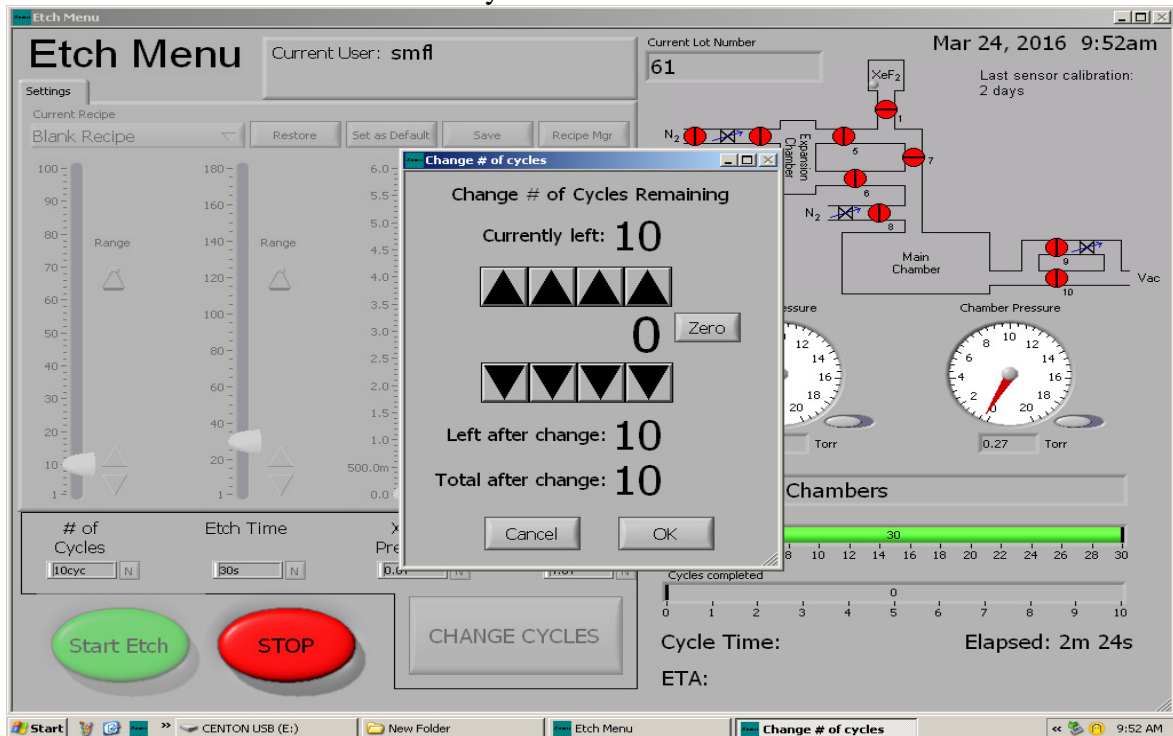 Etch Menu
Etch Menu
Current User: smfl
Current Lot Number
61
Mar 24, 2016 9:52am
Last sensor calibration:
2 days
Settings
Current Recipe
Blank Recipe
Restore
Set as Default
Save
Recipe Mgr
100
90
80
70
60
50
40
30
20
10
1
Range
180
160
140
120
100
80
60
40
20
1
Range
6.0
5.5
5.0
4.5
4.0
3.5
3.0
2.5
2.0
1.5
1.0
500.0m
0.0
Change # of cycles
Change # of Cycles Remaining
Currently left: 10
0
Zero
Left after change: 10
Total after change: 10
Cancel
OK
XeF2
1
N2
Expansion
Chamber
5
7
6
N2
8
Main
Chamber
9
10
Vac
essure
12
14
16
18
20
Torr
Chamber Pressure
0
2
4
6
8
10
12
14
16
18
20
0.27
Torr
Chambers
30
8 10 12 14 16 18 20 22 24 26 28 30
Cycles completed
0
0 1 2 3 4 5 6 7 8 9 10
Cycle Time:
Elapsed: 2m 24s
ETA:
# of
Cycles
10cyc
N
Etch Time
30s
N
X
Pre
N
N
Start Etch
STOP
CHANGE CYCLES
Start
»
CENTON USB (E:)
New Folder
Etch Menu
Change # of cycles
«
9:52 AM